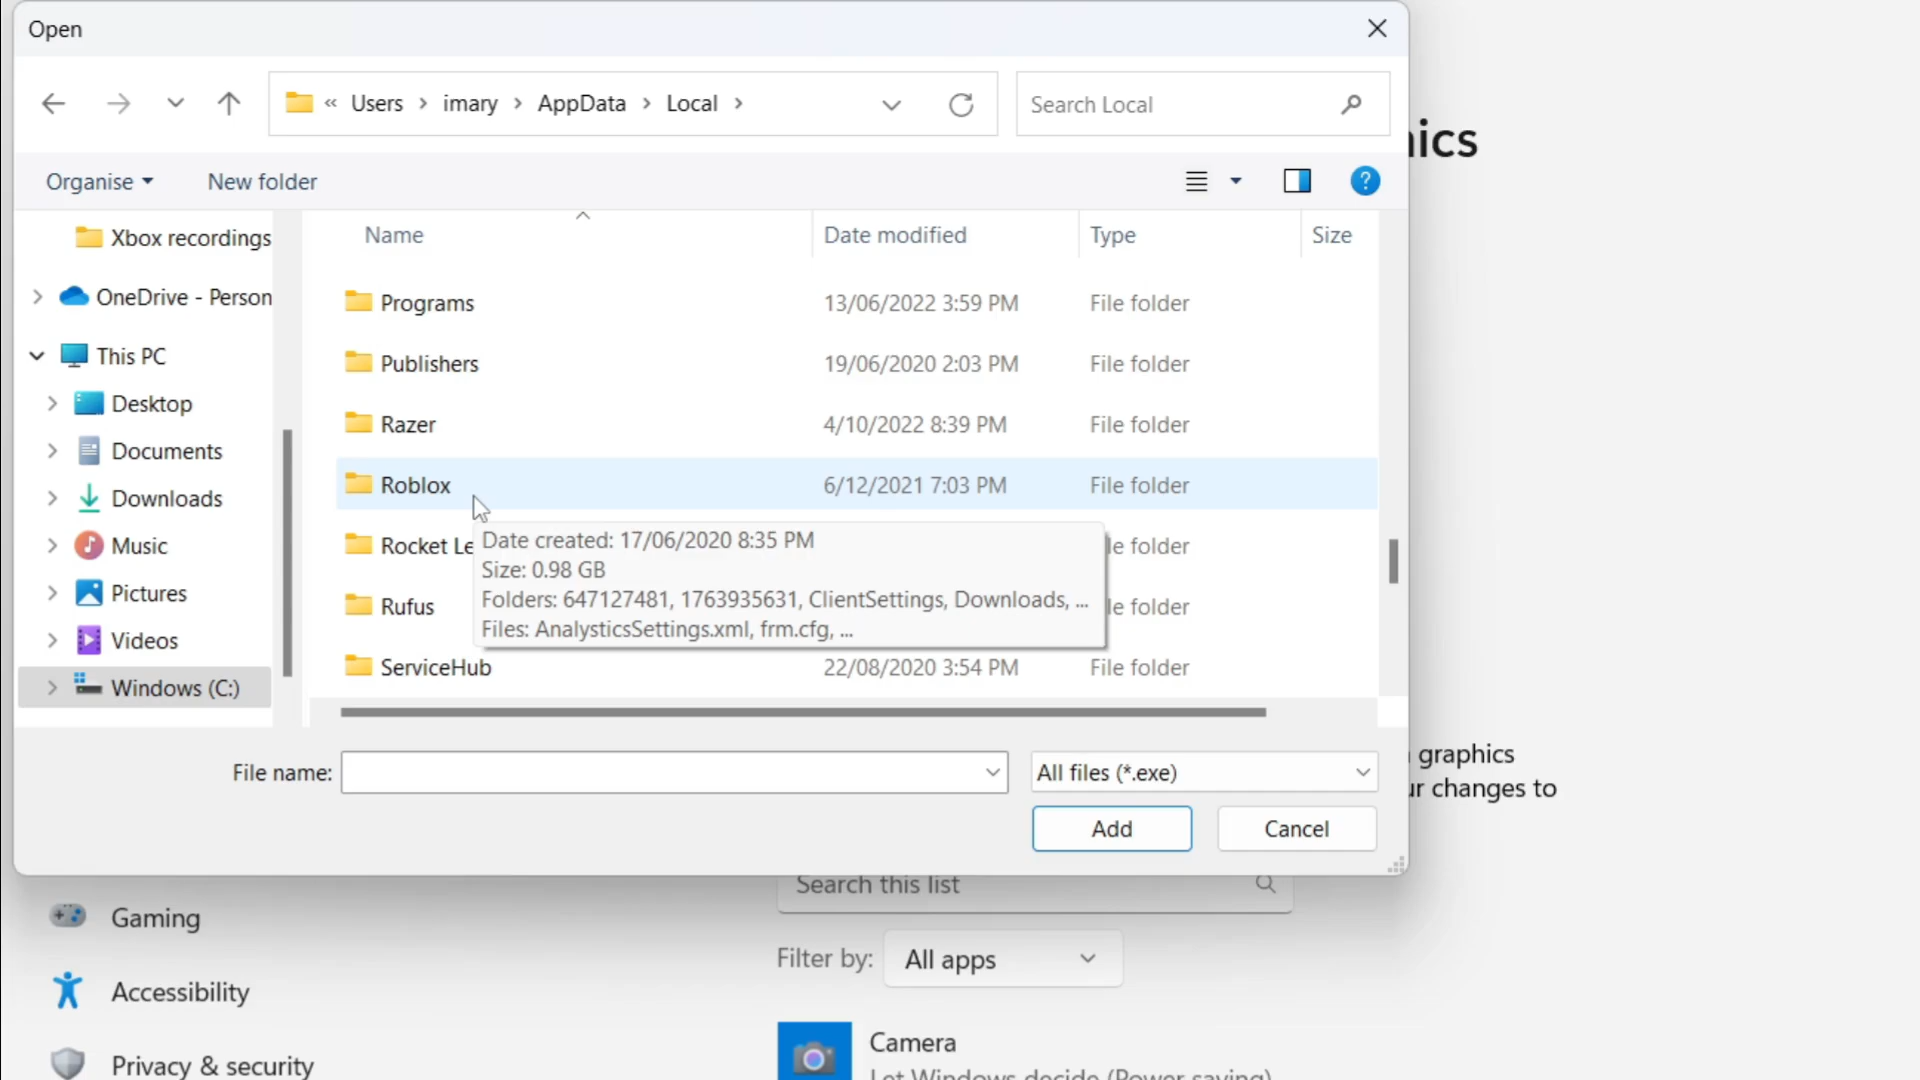 Open
« Users > imary > AppData > Local >
Search Local
Organise
New folder
Name
Date modified
Type
Size
Xbox recordings
OneDrive - Person
This PC
Desktop
Documents
Downloads
Music
Pictures
Videos
Windows (C:)
Programs 13/06/2022 3:59 PM File folder
Publishers 19/06/2020 2:03 PM File folder
Razer 4/10/2022 8:39 PM File folder
Roblox 6/12/2021 7:03 PM File folder
Rocket Le le folder
Rufus le folder
ServiceHub 22/08/2020 3:54 PM File folder
Date created: 17/06/2020 8:35 PM
Size: 0.98 GB
Folders: 647127481, 1763935631, ClientSettings, Downloads, ...
Files: AnalysticsSettings.xml, frm.cfg, ...
File name:
All files (*.exe)
Add
Cancel
hics
graphics
ur changes to
Search this list
Gaming
Filter by: All apps
Accessibility
Camera
Privacy & security
Let Windows decide (Power saving)